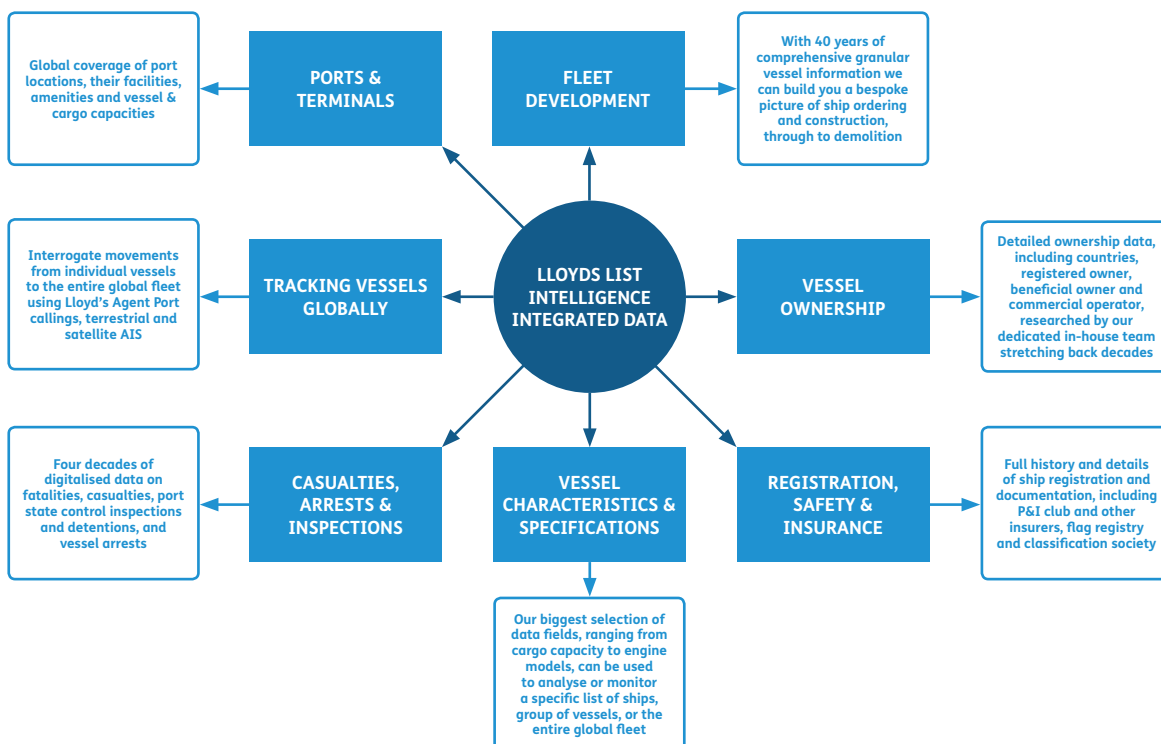 Global coverage of port
locations, their facilities,
amenities and vessel &
cargo capacities
PORTS &
TERMINALS
FLEET
DEVELOPMENT
With 40 years of
comprehensive granular
vessel information we
can build you a bespoke
picture of ship ordering
and construction,
through to demolition
Interrogate movements
from individual vessels
to the entire global fleet
using Lloyd's Agent Port
callings, terrestrial and
satellite AIS
TRACKING VESSELS
GLOBALLY
LLOYDS LIST
INTELLIGENCE
INTEGRATED DATA
VESSEL
OWNERSHIP
Detailed ownership data,
including countries,
registered owner,
beneficial owner and
commercial operator,
researched by our
dedicated in-house team
stretching back decades
Four decades of
digitalised data on
fatalities, casualties, port
state control inspections
and detentions, and
vessel arrests
CASUALTIES,
ARRESTS &
INSPECTIONS
VESSEL
CHARACTERISTICS &
SPECIFICATIONS
REGISTRATION,
SAFETY &
INSURANCE
Full history and details
of ship registration and
documentation, including
P&I club and other
insurers, flag registry
and classification society
Our biggest selection of
data fields, ranging from
cargo capacity to engine
models, can be used
to analyse or monitor
a specific list of ships,
group of vessels, or the
entire global fleet